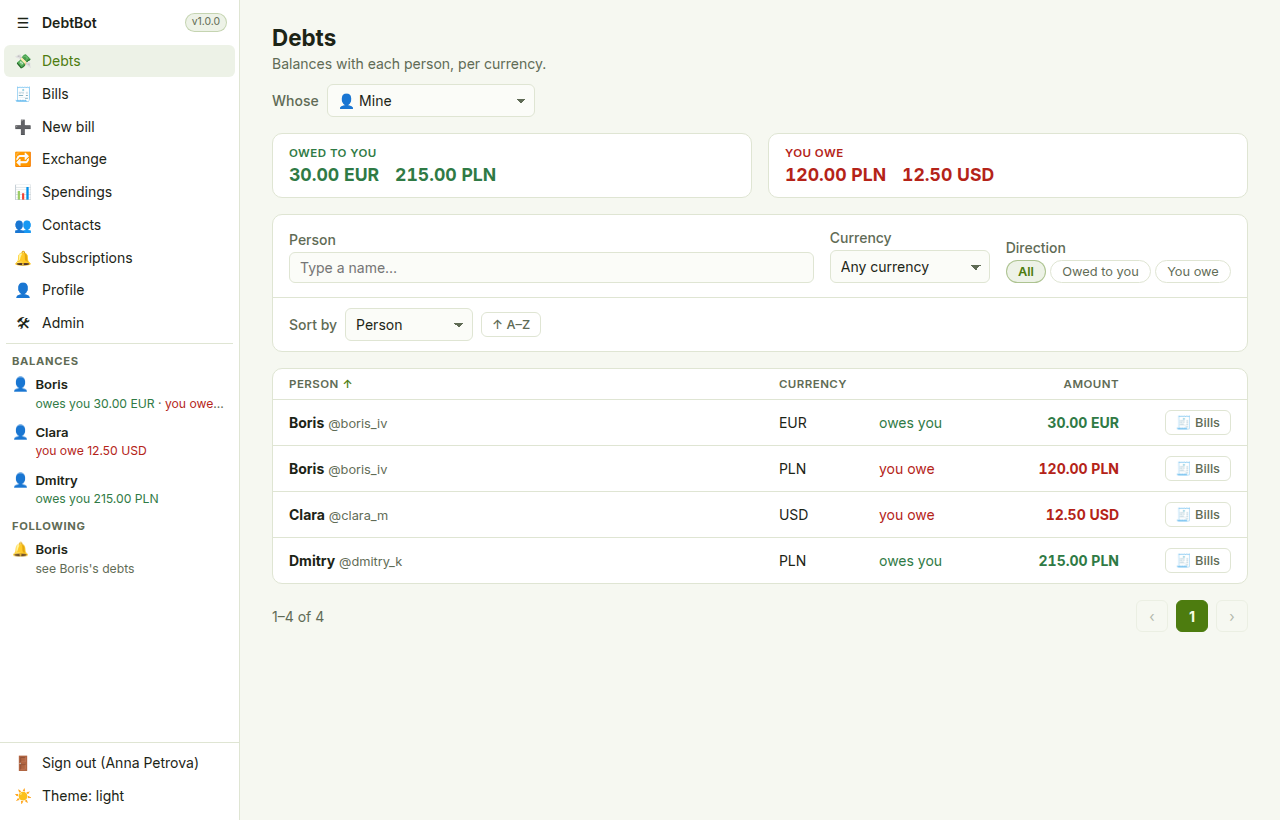 ☰ DebtBot v1.0.0
💸 Debts
🧾 Bills
➕ New bill
🔁 Exchange
📊 Spendings
👥 Contacts
🔔 Subscriptions
👤 Profile
🛠 Admin
BALANCES
👤 Boris
owes you 30.00 EUR · you owe...
👤 Clara
you owe 12.50 USD
👤 Dmitry
owes you 215.00 PLN
FOLLOWING
🔔 Boris
see Boris's debts
🚪 Sign out (Anna Petrova)
☀️ Theme: light
Debts
Balances with each person, per currency.
Whose 👤 Mine
OWED TO YOU
30.00 EUR 215.00 PLN
YOU OWE
120.00 PLN 12.50 USD
Person
Type a name...
Currency
Any currency
Direction
All Owed to you You owe
Sort by Person ↑ A–Z
PERSON ↑ CURRENCY AMOUNT
Boris @boris_iv EUR owes you 30.00 EUR 🧾 Bills
Boris @boris_iv PLN you owe 120.00 PLN 🧾 Bills
Clara @clara_m USD you owe 12.50 USD 🧾 Bills
Dmitry @dmitry_k PLN owes you 215.00 PLN 🧾 Bills
1–4 of 4 ‹ 1 ›